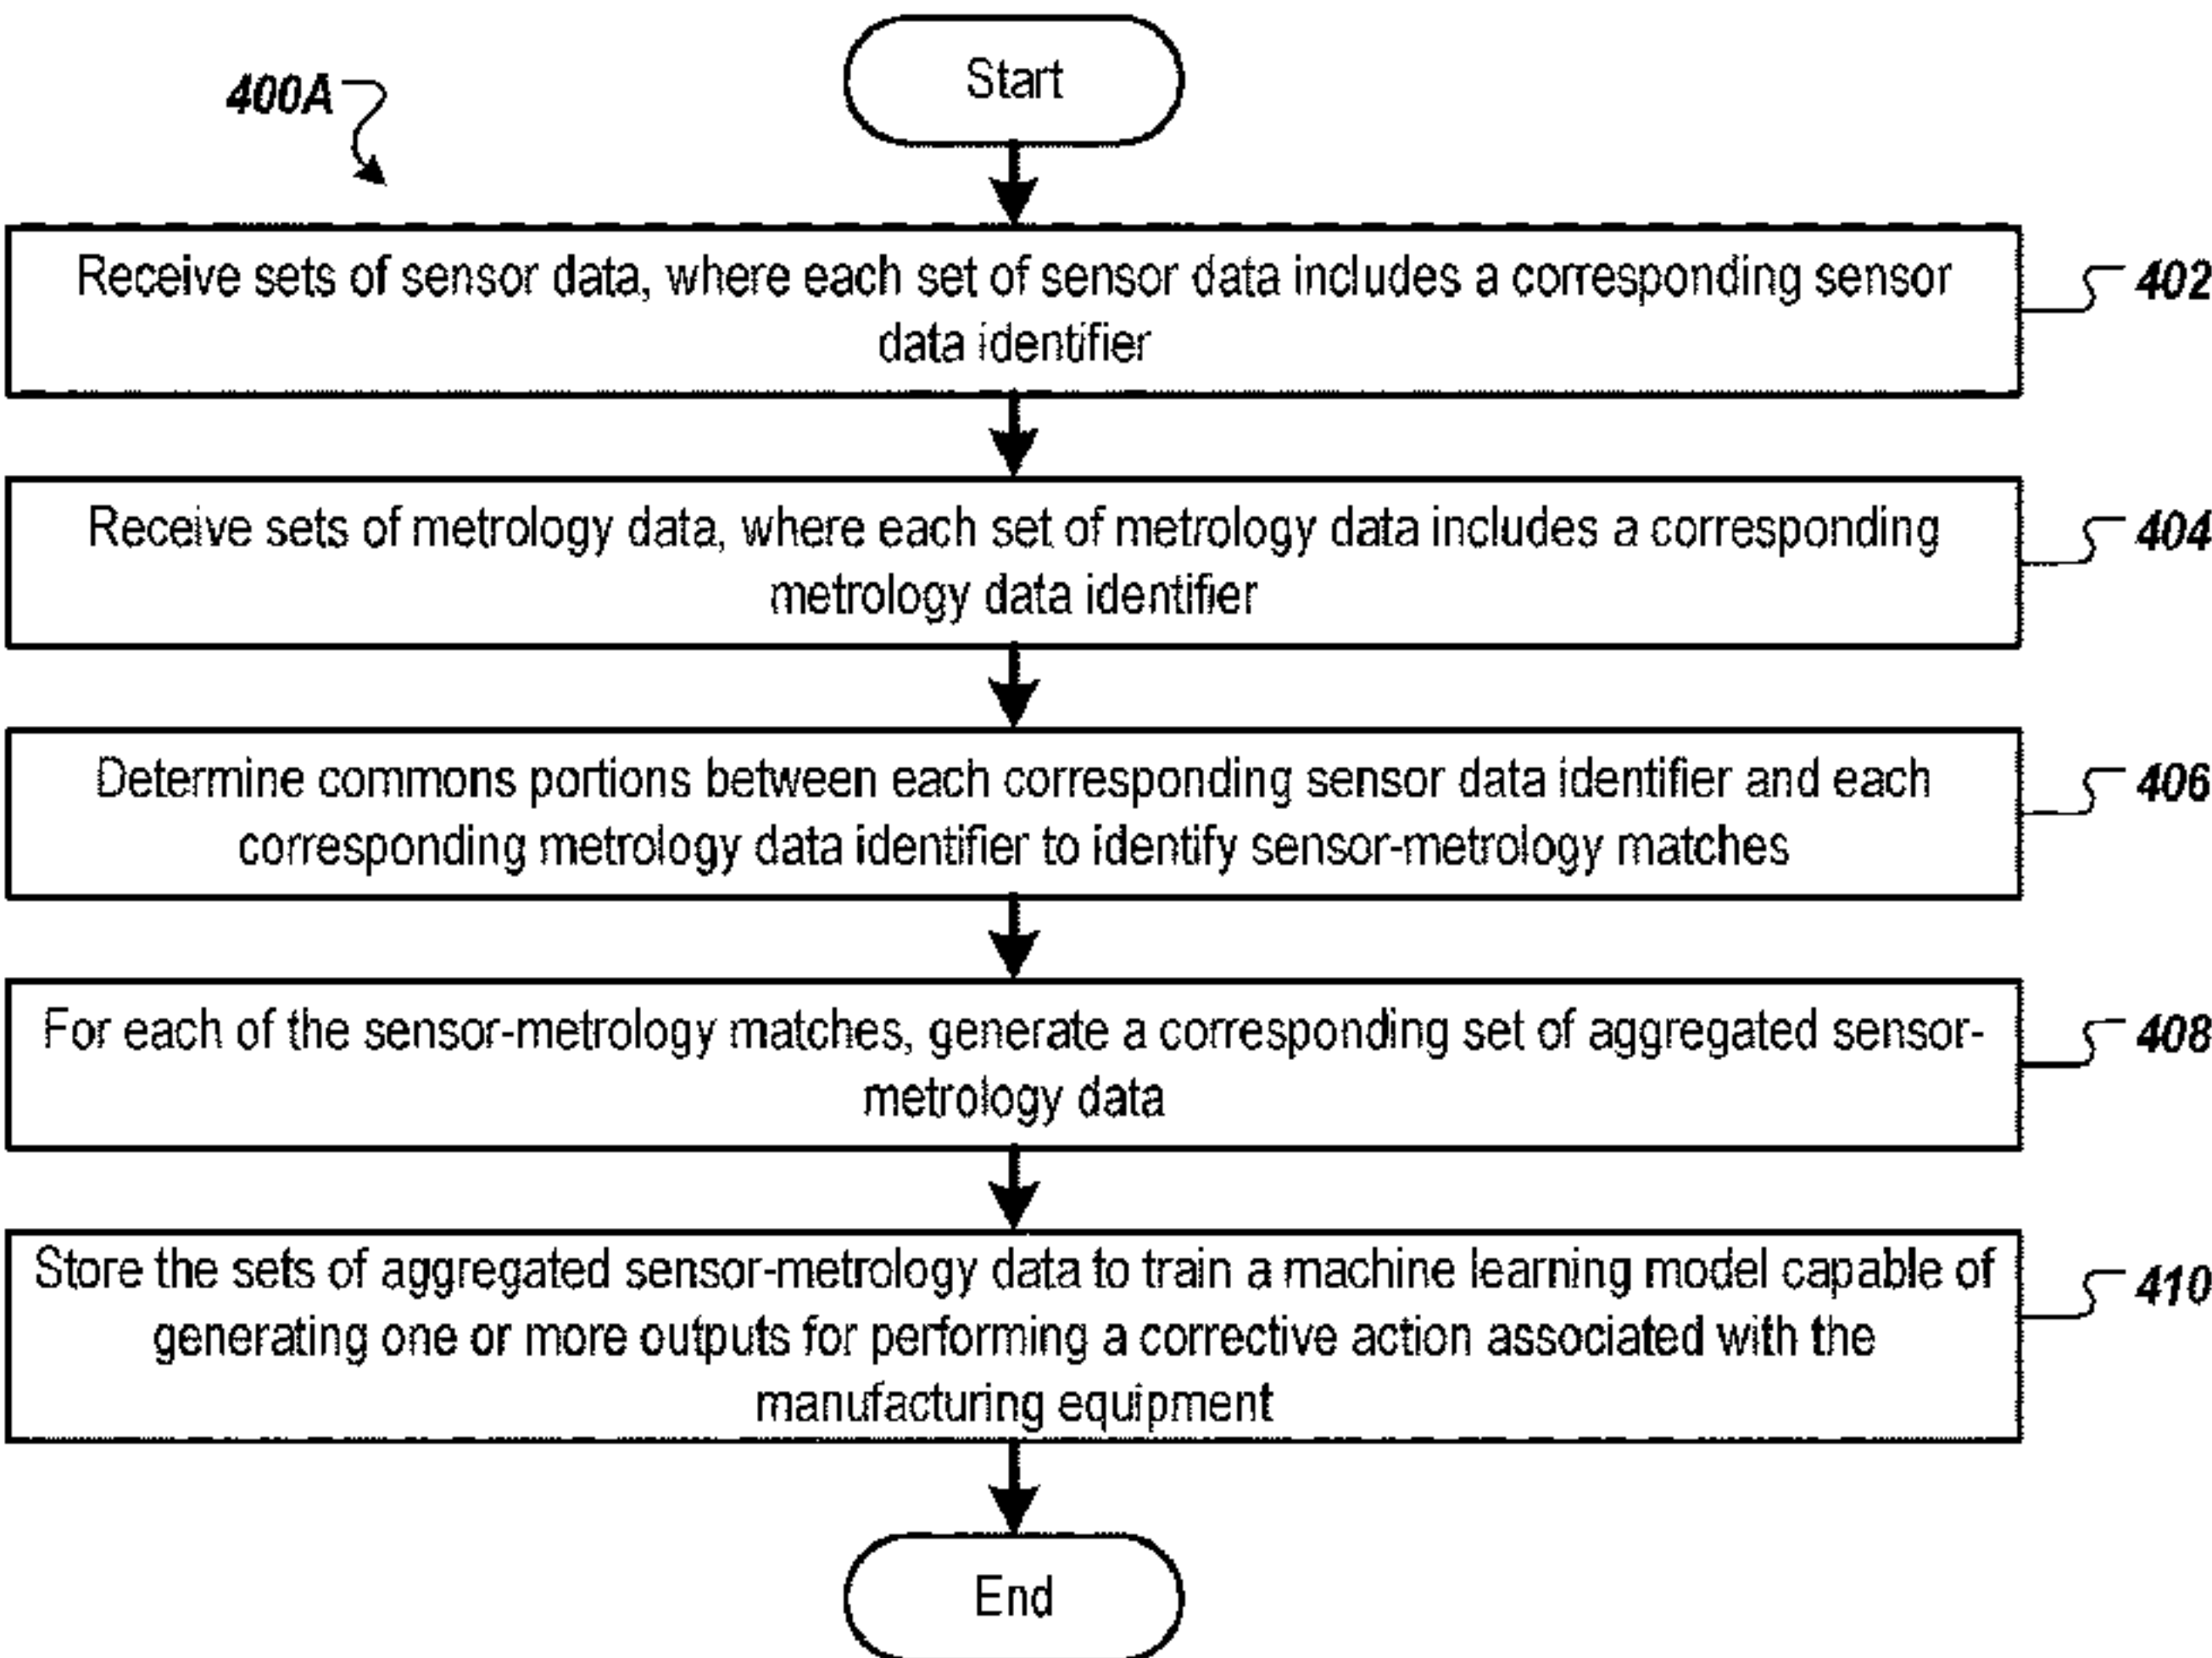 Start
400A
Receive sets of sensor data, where each set of sensor data includes a corresponding sensor
data identifier
402
Receive sets of metrology data, where each set of metrology data includes a corresponding
metrology data identifier
404
Determine commons portions between each corresponding sensor data identifier and each
corresponding metrology data identifier to identify sensor-metrology matches
406
For each of the sensor-metrology matches, generate a corresponding set of aggregated sensor-
metrology data
408
Store the sets of aggregated sensor-metrology data to train a machine learning model capable of
generating one or more outputs for performing a corrective action associated with the
manufacturing equipment
410
End